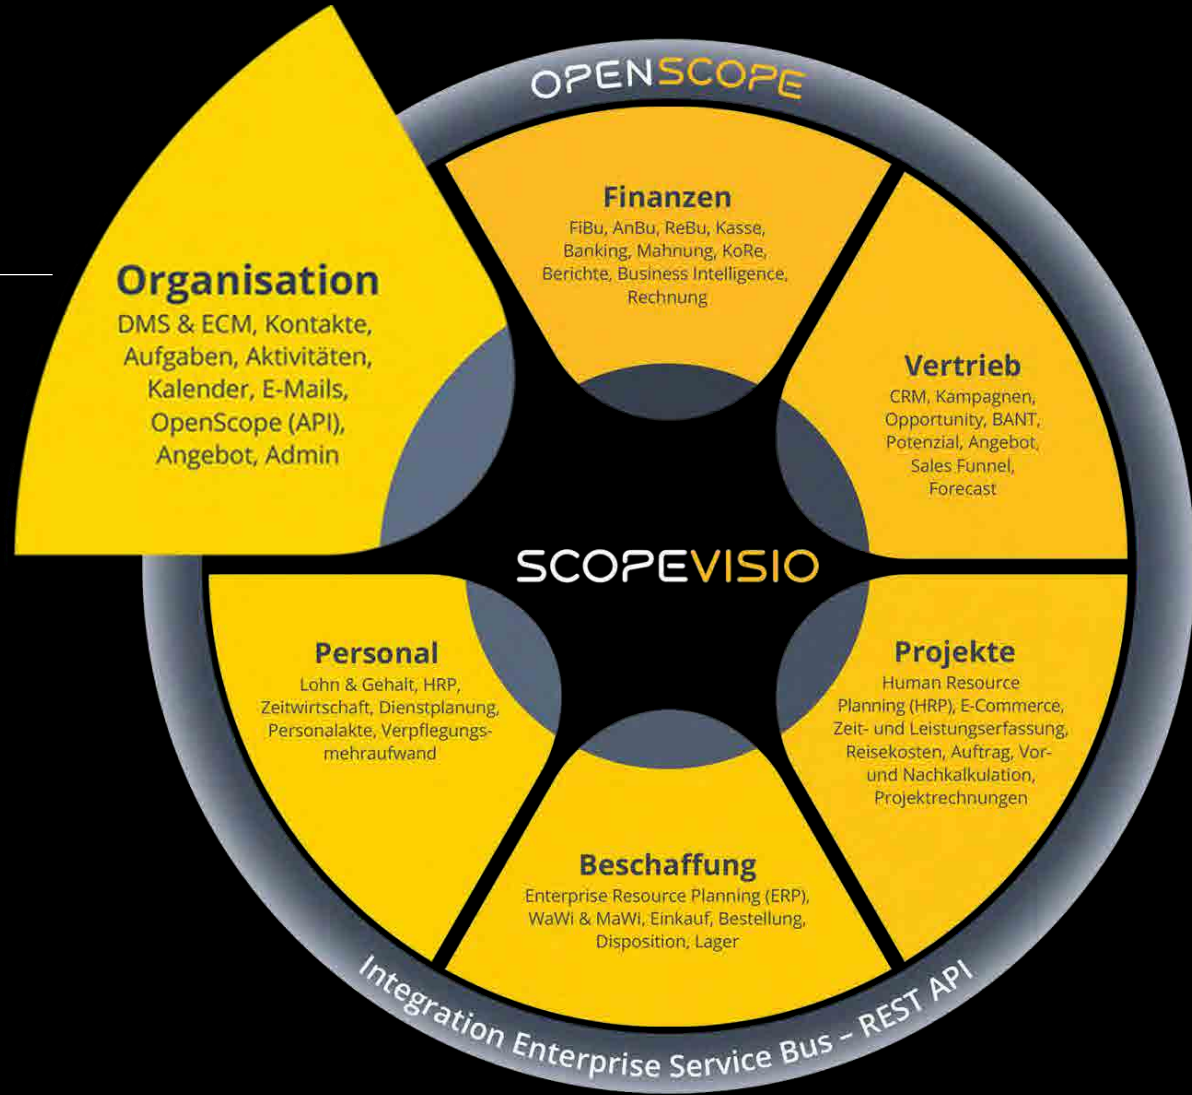 OPENSCOPE
Organisation
DMS & ECM, Kontakte,
Aufgaben, Aktivitäten,
Kalender, E-Mails,
OpenScope (API),
Angebot, Admin
Finanzen
FiBu, AnBu, ReBu, Kasse,
Banking, Mahnung, KoRe,
Berichte, Business Intelligence,
Rechnung
Vertrieb
CRM, Kampagnen,
Opportunity, BANT,
Potenzial, Angebot,
Sales Funnel,
Forecast
SCOPEVISIO
Personal
Lohn & Gehalt, HRP,
Zeitwirtschaft, Dienstplanung,
Personalakte, Verpflegungs-
mehraufwand
Projekte
Human Resource
Planning (HRP), E-Commerce,
Zeit- und Leistungserfassung,
Reisekosten, Auftrag, Vor-
und Nachkalkulation,
Projektrechnungen
Beschaffung
Enterprise Resource Planning (ERP),
WaWi & MaWi, Einkauf, Bestellung,
Disposition, Lager
Integration Enterprise Service Bus – REST API